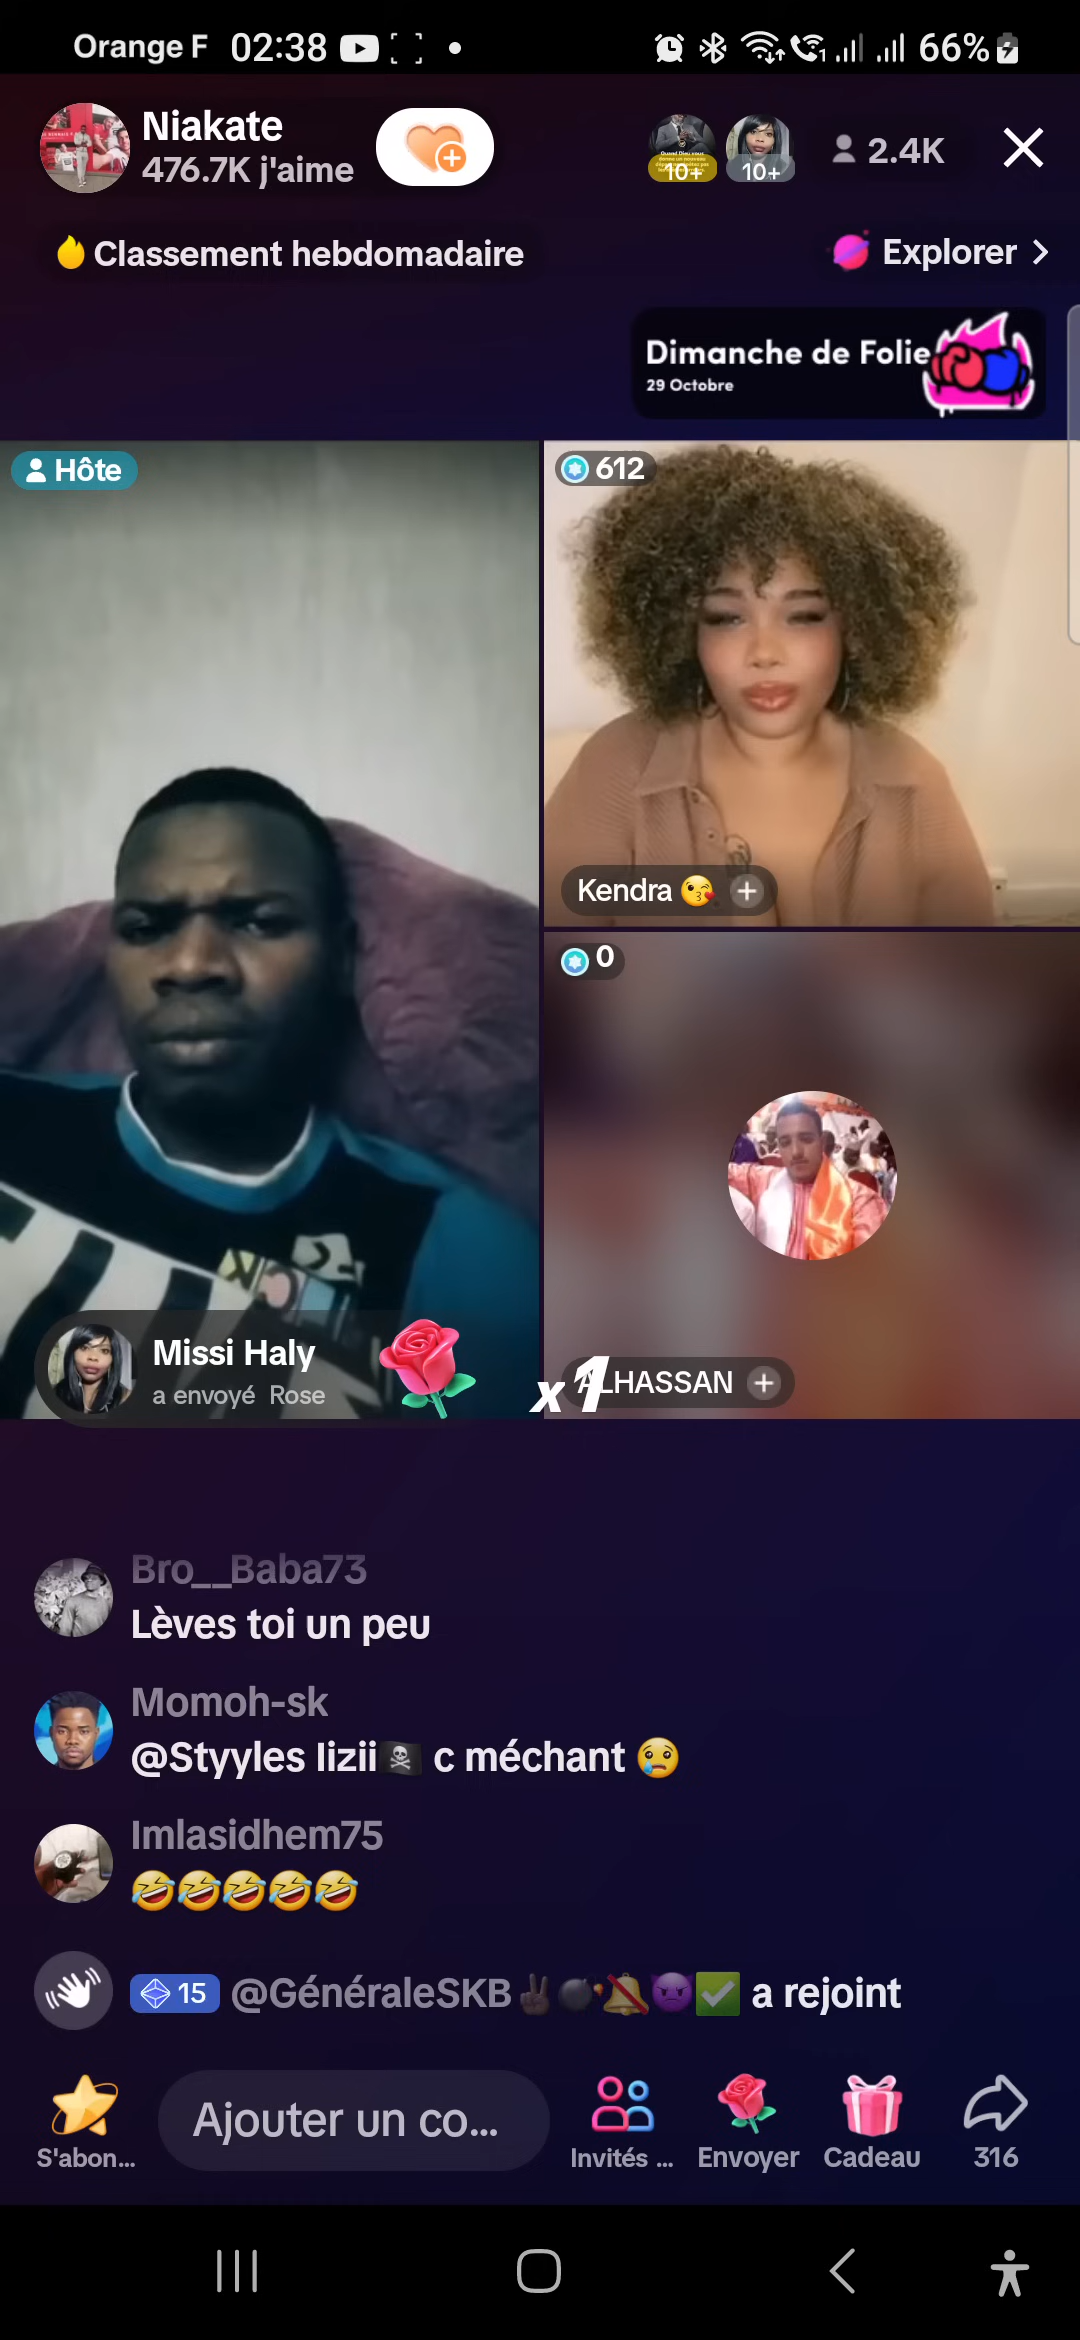 Orange F 02:38 66%
Niakate
476.7K j'aime
10+ 10+ 2.4K
Classement hebdomadaire
Explorer
Dimanche de Folie
29 Octobre
Hôte
612
Kendra 😘 +
0
Missi Haly
a envoyé Rose
x1
ALHASSAN +
Bro__Baba73
Lèves toi un peu
Momoh-sk
@Styyles lizii🏴‍☠️ c méchant 😢
Imlasidhem75
🤣🤣🤣🤣🤣
15 @GénéraleSKB✌🏿💣🔕👿✅ a rejoint
Ajouter un co...
S'abon...
Invités ...
Envoyer
Cadeau
316